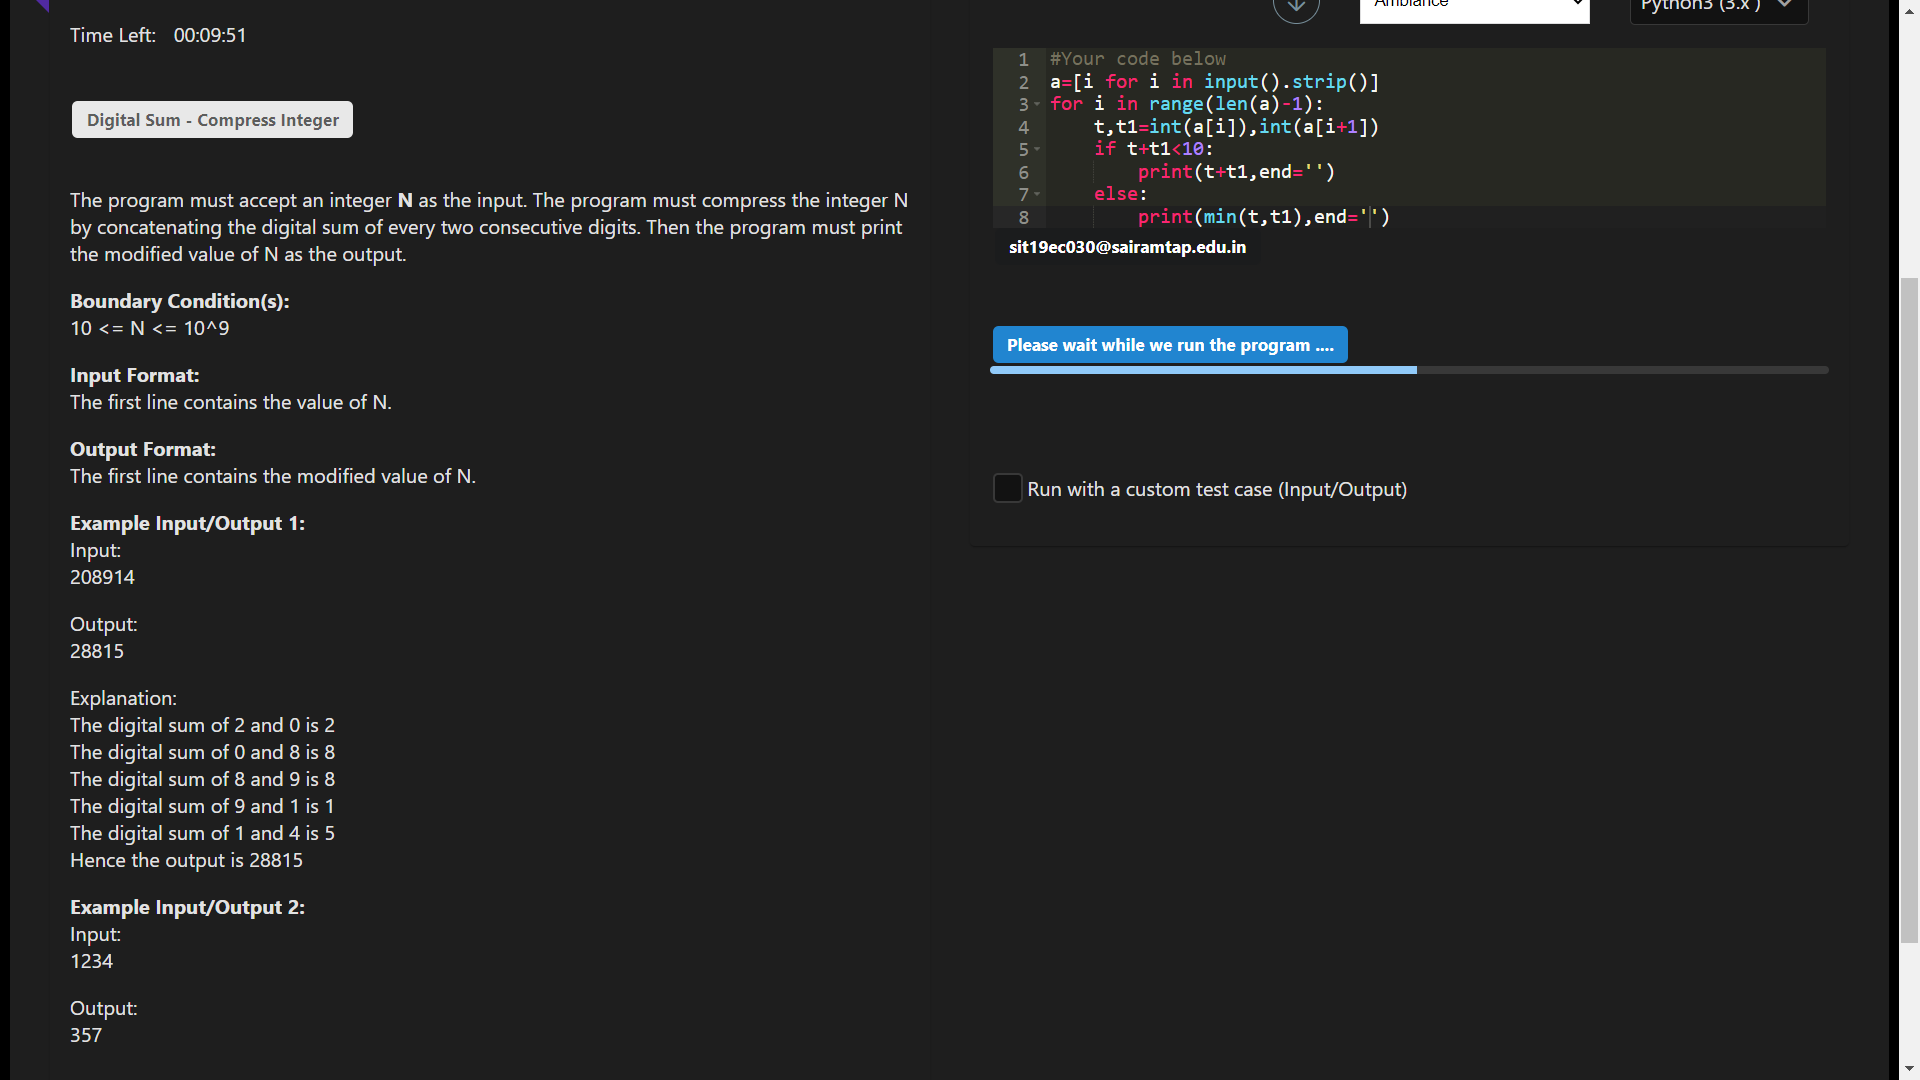 Time Left: 00:09:51
Digital Sum - Compress Integer
The program must accept an integer N as the input. The program must compress the integer N
by concatenating the digital sum of every two consecutive digits. Then the program must print
the modified value of N as the output.
Boundary Condition(s):
10 <= N <= 10^9
Input Format:
The first line contains the value of N.
Output Format:
The first line contains the modified value of N.
Example Input/Output 1:
Input:
208914
Output:
28815
Explanation:
The digital sum of 2 and 0 is 2
The digital sum of 0 and 8 is 8
The digital sum of 8 and 9 is 8
The digital sum of 9 and 1 is 1
The digital sum of 1 and 4 is 5
Hence the output is 28815
Example Input/Output 2:
Input:
1234
Output:
357
Ambiance
Python3 (3.x )
1 #Your code below
2 a=[i for i in input().strip()]
3 for i in range(len(a)-1):
4     t,t1=int(a[i]),int(a[i+1])
5     if t+t1<10:
6         print(t+t1,end='')
7     else:
8         print(min(t,t1),end='')
sit19ec030@sairamtap.edu.in
Please wait while we run the program ....
Run with a custom test case (Input/Output)